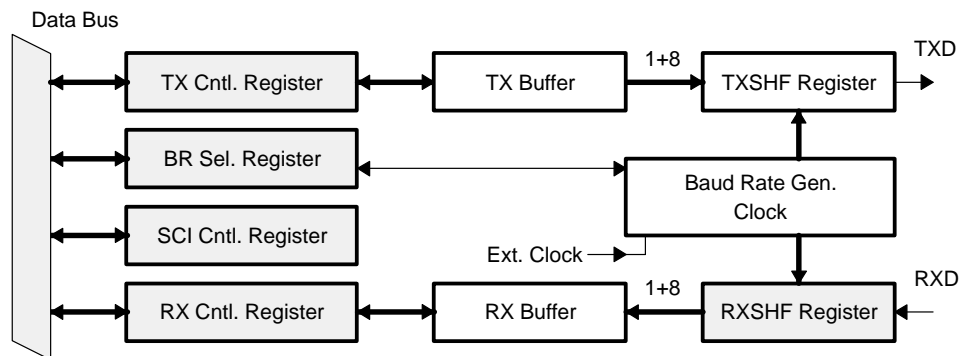 Data Bus
TX Cntl. Register
TX Buffer
1+8
TXSHF Register
TXD
BR Sel. Register
Baud Rate Gen.
Clock
SCI Cntl. Register
Ext. Clock
RX Cntl. Register
RX Buffer
1+8
RXSHF Register
RXD